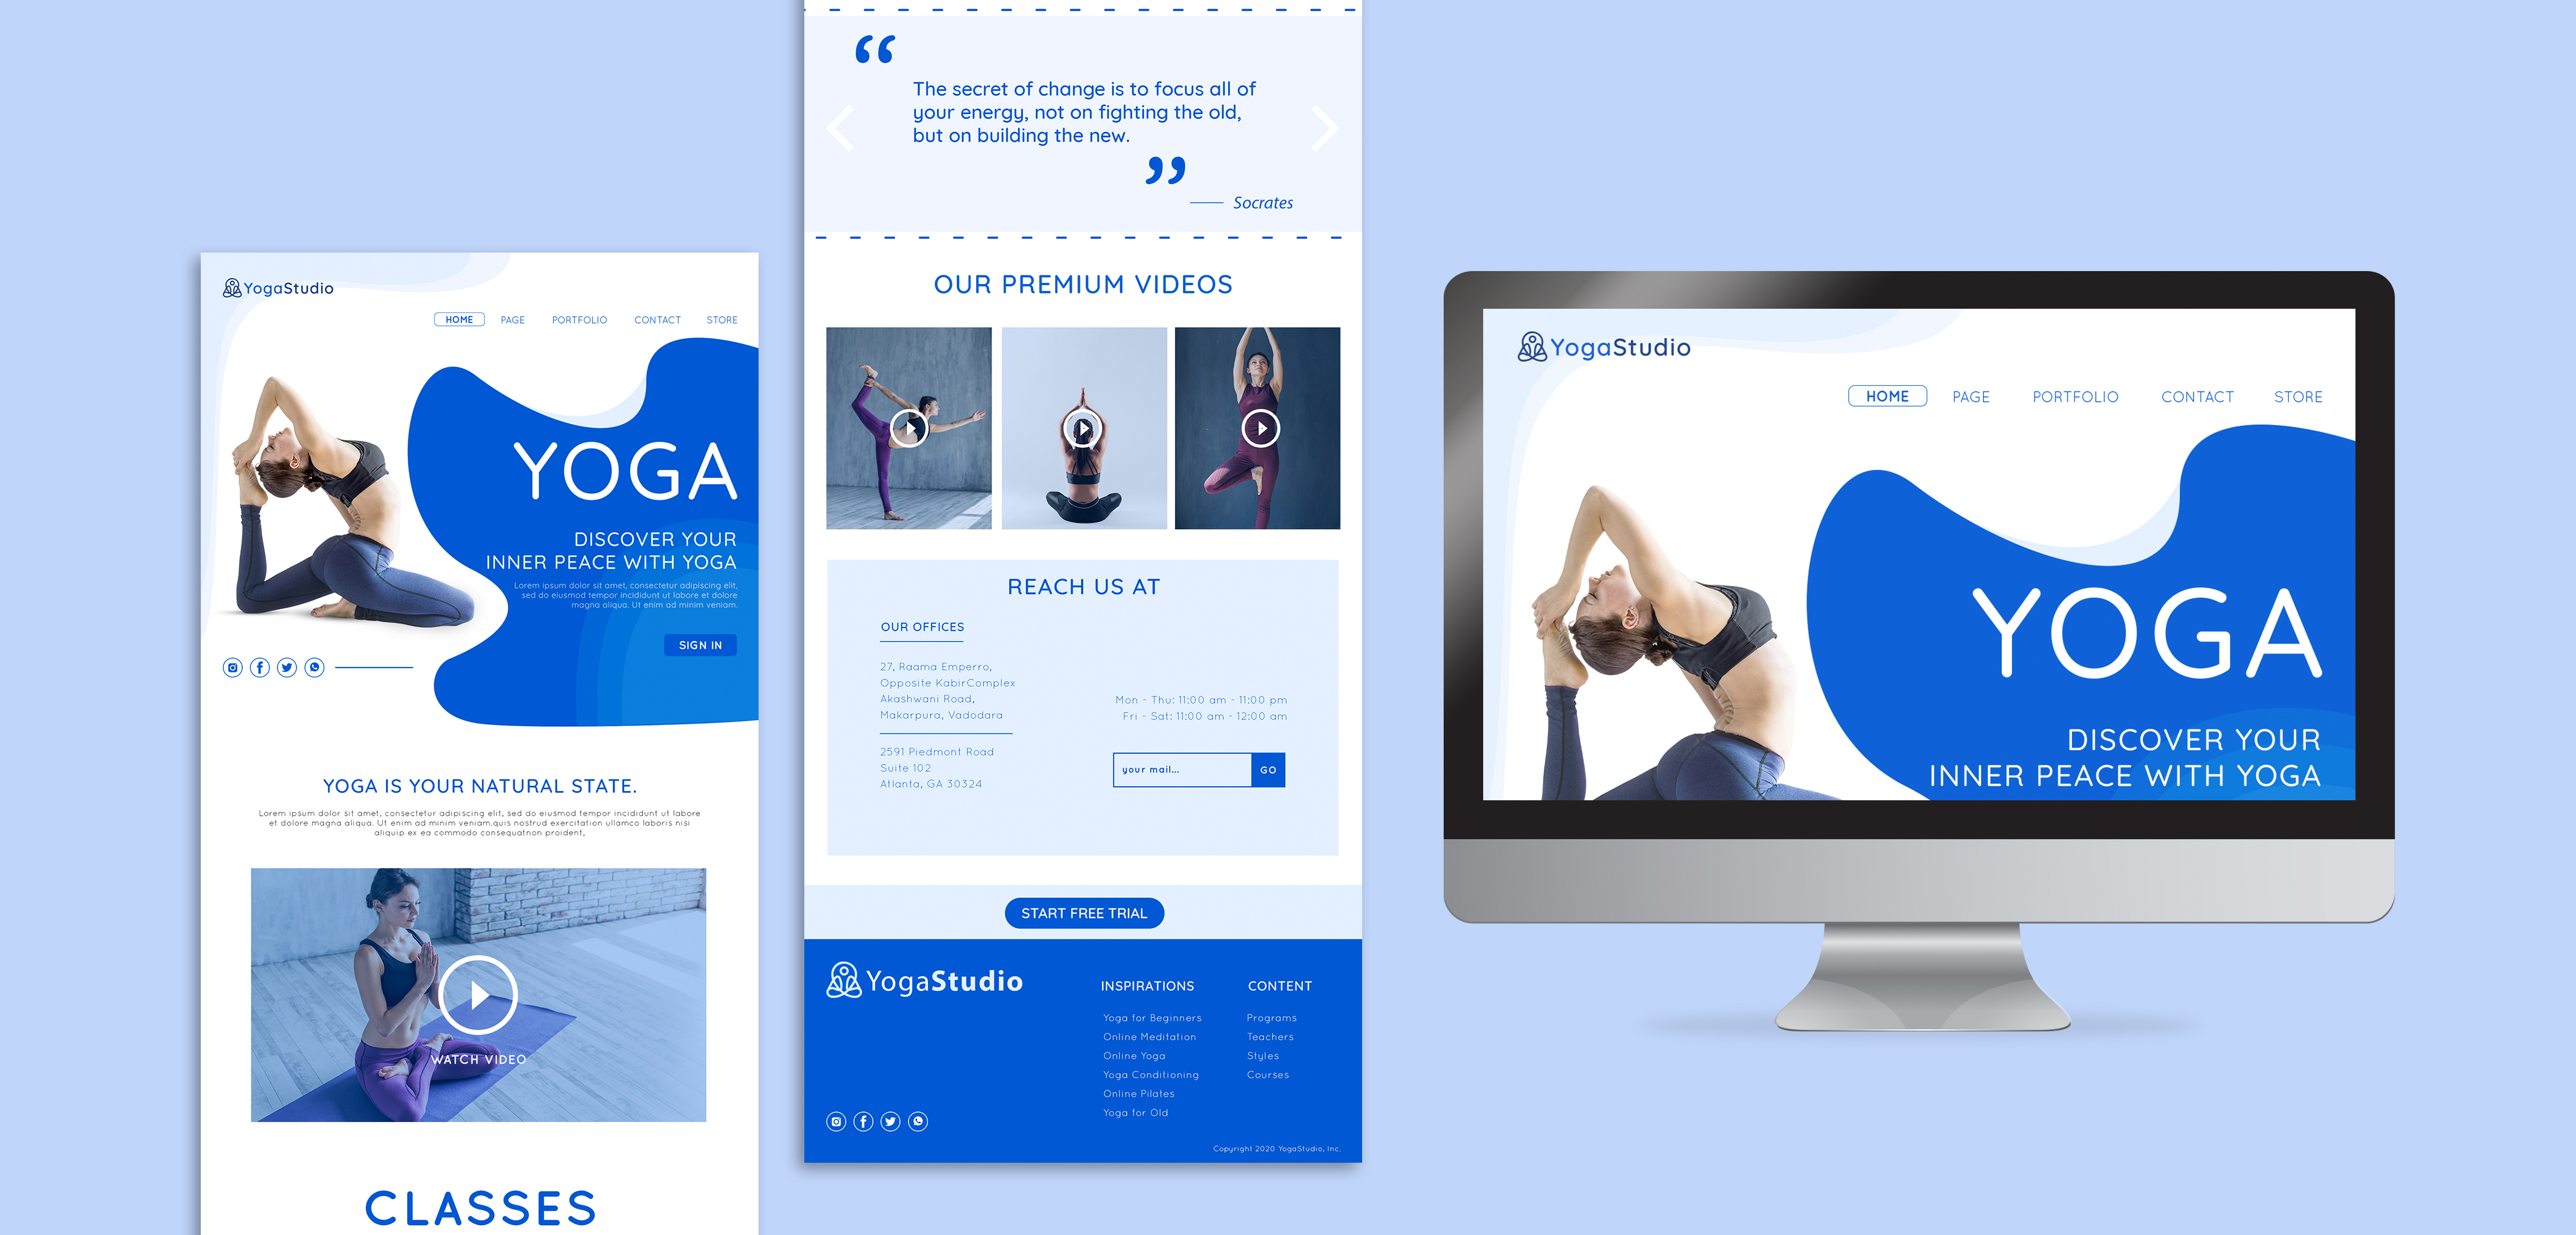 YogaStudio
HOME PAGE PORTFOLIO CONTACT STORE
YOGA
DISCOVER YOUR
INNER PEACE WITH YOGA
Lorem ipsum dolor sit amet, consectetur adipiscing elit,
sed do eiusmod tempor incididunt ut labore et dolore
magna aliqua. Ut enim ad minim veniam.
SIGN IN
YOGA IS YOUR NATURAL STATE.
Lorem ipsum dolor sit amet, consectetur adipiscing elit, sed do eiusmod tempor incididunt ut labore
et dolore magna aliqua. Ut enim ad minim veniam,quis nostrud exercitation ullamco laboris nisi
aliquip ex ea commodo consequatnon proident,
WATCH VIDEO
CLASSES
“
The secret of change is to focus all of
your energy, not on fighting the old,
but on building the new.
”
— Socrates
OUR PREMIUM VIDEOS
REACH US AT
OUR OFFICES
27, Raama Emperro,
Opposite KabirComplex
Akashwani Road,
Makarpura, Vadodara
2591 Piedmont Road
Suite 102
Atlanta, GA 30324
Mon - Thu: 11:00 am - 11:00 pm
Fri - Sat: 11:00 am - 12:00 am
your mail... GO
START FREE TRIAL
YogaStudio
INSPIRATIONS
Yoga for Beginners
Online Meditation
Online Yoga
Yoga Conditioning
Online Pilates
Yoga for Old
CONTENT
Programs
Teachers
Styles
Courses
Copyright 2020 YogaStudio, Inc.
YogaStudio
HOME PAGE PORTFOLIO CONTACT STORE
YOGA
DISCOVER YOUR
INNER PEACE WITH YOGA